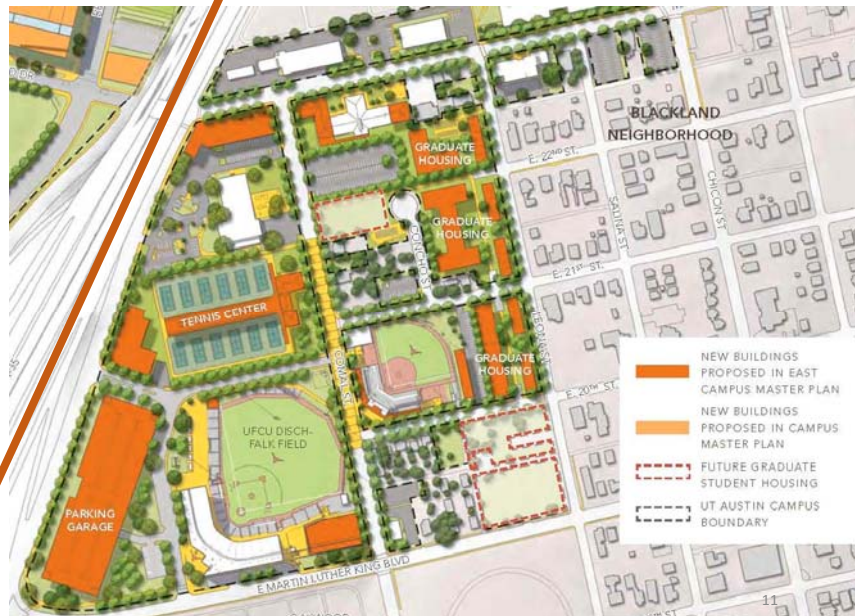 BLACKLAND
NEIGHBORHOOD
GRADUATE
HOUSING
E. 22ND ST.
CHICON ST
SALINA ST
GRADUATE
HOUSING
CONCHO ST
E. 21ST ST.
TENNIS CENTER
COMAL ST
LEONA ST
GRADUATE
HOUSING
E. 20TH ST.
UFCU DISCH-
FALK FIELD
PARKING
GARAGE
E MARTIN LUTHER KING BLVD
NEW BUILDINGS
PROPOSED IN EAST
CAMPUS MASTER PLAN
NEW BUILDINGS
PROPOSED IN CAMPUS
MASTER PLAN
FUTURE GRADUATE
STUDENT HOUSING
UT AUSTIN CAMPUS
BOUNDARY
11